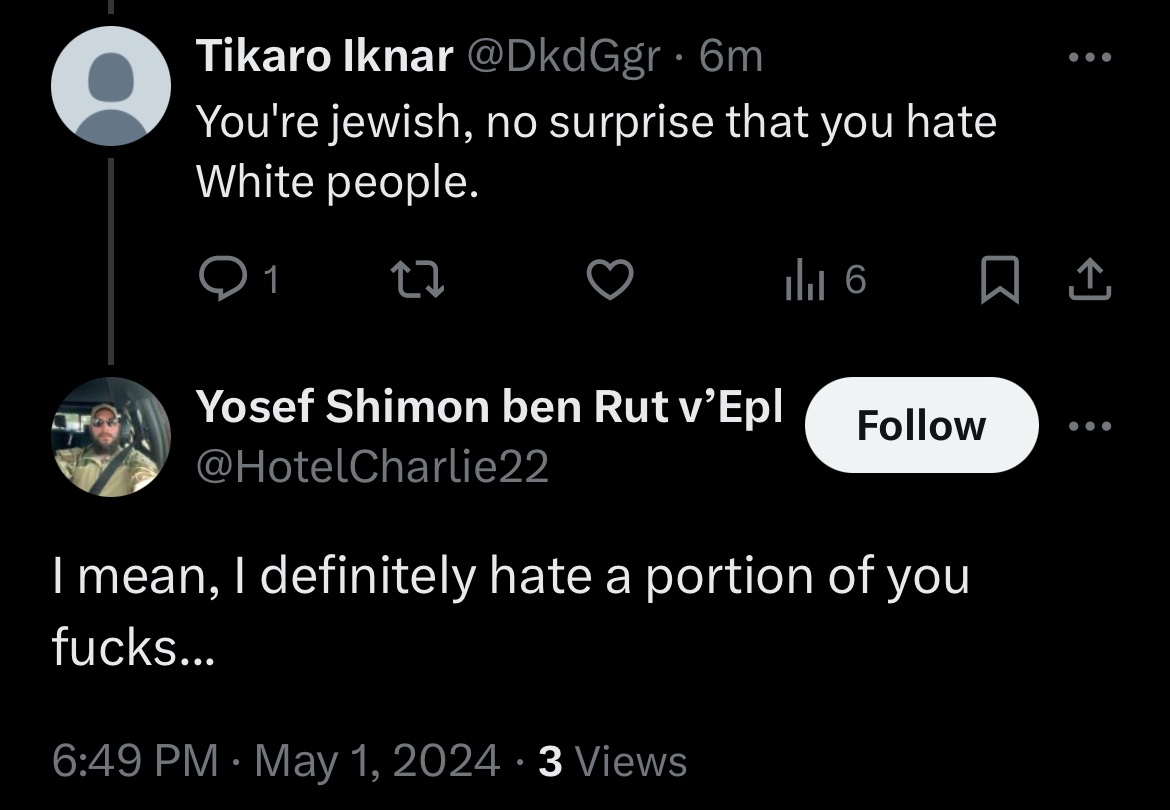 Tikaro Iknar @DkdGgr · 6m
You're jewish, no surprise that you hate
White people.
1 6
Yosef Shimon ben Rut v’Epl Follow
@HotelCharlie22
I mean, I definitely hate a portion of you
fucks...
6:49 PM · May 1, 2024 · 3 Views